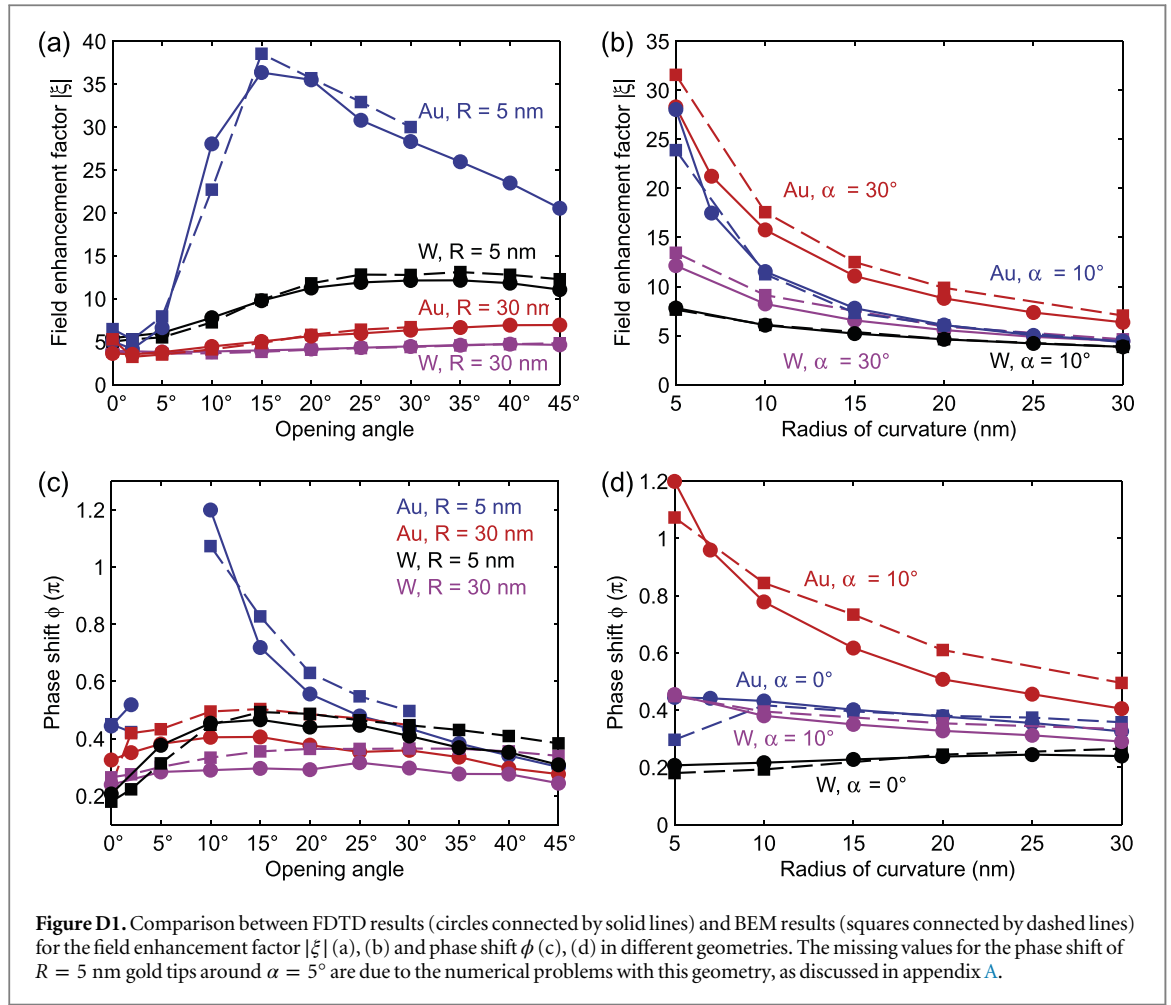 (a)
40
35
30
25
20
15
10
5
0
Field enhancement factor |ξ|
Au, R = 5 nm
W, R = 5 nm
Au, R = 30 nm
W, R = 30 nm
0° 5° 10° 15° 20° 25° 30° 35° 40° 45°
Opening angle
(b)
35
30
25
20
15
10
5
0
Field enhancement factor |ξ|
Au, α = 30°
Au, α = 10°
W, α = 30°
W, α = 10°
5 10 15 20 25 30
Radius of curvature (nm)
(c)
1.2
1
0.8
0.6
0.4
0.2
Phase shift ϕ (π)
Au, R = 5 nm
Au, R = 30 nm
W, R = 5 nm
W, R = 30 nm
0° 5° 10° 15° 20° 25° 30° 35° 40° 45°
Opening angle
(d)
1.2
1
0.8
0.6
0.4
0.2
0
Phase shift ϕ (π)
Au, α = 10°
Au, α = 0°
W, α = 10°
W, α = 0°
5 10 15 20 25 30
Radius of curvature (nm)
Figure D1. Comparison between FDTD results (circles connected by solid lines) and BEM results (squares connected by dashed lines)
for the field enhancement factor |ξ| (a), (b) and phase shift ϕ (c), (d) in different geometries. The missing values for the phase shift of
R = 5 nm gold tips around α = 5° are due to the numerical problems with this geometry, as discussed in appendix A.